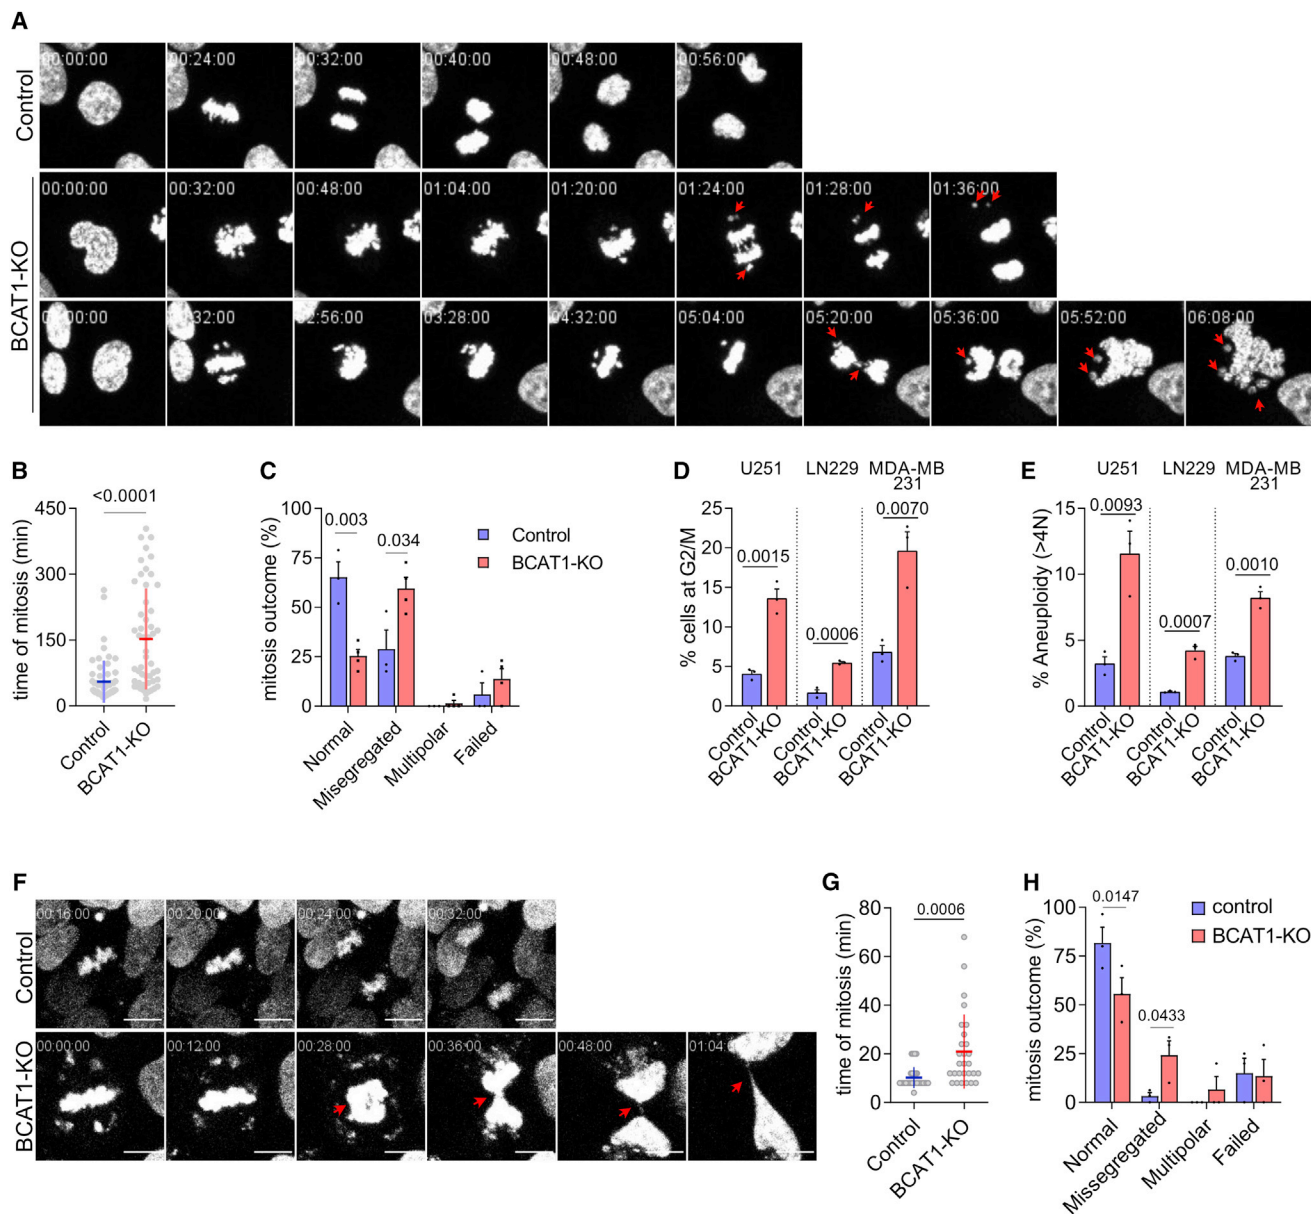 A
Control
00:00:00 00:24:00 00:32:00 00:40:00 00:48:00 00:56:00
BCAT1-KO
00:00:00 00:32:00 00:48:00 01:04:00 01:20:00 01:24:00 01:28:00 01:36:00
02:56:00 03:28:00 04:32:00 05:04:00 05:20:00 05:36:00 05:52:00 06:08:00
B
<0.0001
time of mitosis (min)
450
300
150
0
Control
BCAT1-KO
C
mitosis outcome (%)
100
75
50
25
0
0.003
0.034
Control
BCAT1-KO
Normal
Misegregated
Multipolar
Failed
D
U251 LN229 MDA-MB
231
% cells at G2/M
25
20
15
10
5
0
0.0015
0.0006
0.0070
Control
BCAT1-KO
Control
BCAT1-KO
Control
BCAT1-KO
E
U251 LN229 MDA-MB
231
% Aneuploidy (>4N)
15
10
5
0
0.0093
0.0007
0.0010
Control
BCAT1-KO
Control
BCAT1-KO
Control
BCAT1-KO
F
Control
00:16:00 00:20:00 00:24:00 00:32:00
BCAT1-KO
00:00:00 00:12:00 00:28:00 00:36:00 00:48:00 01:04:00
G
0.0006
time of mitosis (min)
80
60
40
20
0
Control
BCAT1-KO
H
mitosis outcome (%)
100
75
50
25
0
0.0147
0.0433
control
BCAT1-KO
Normal
Missegregated
Multipolar
Failed